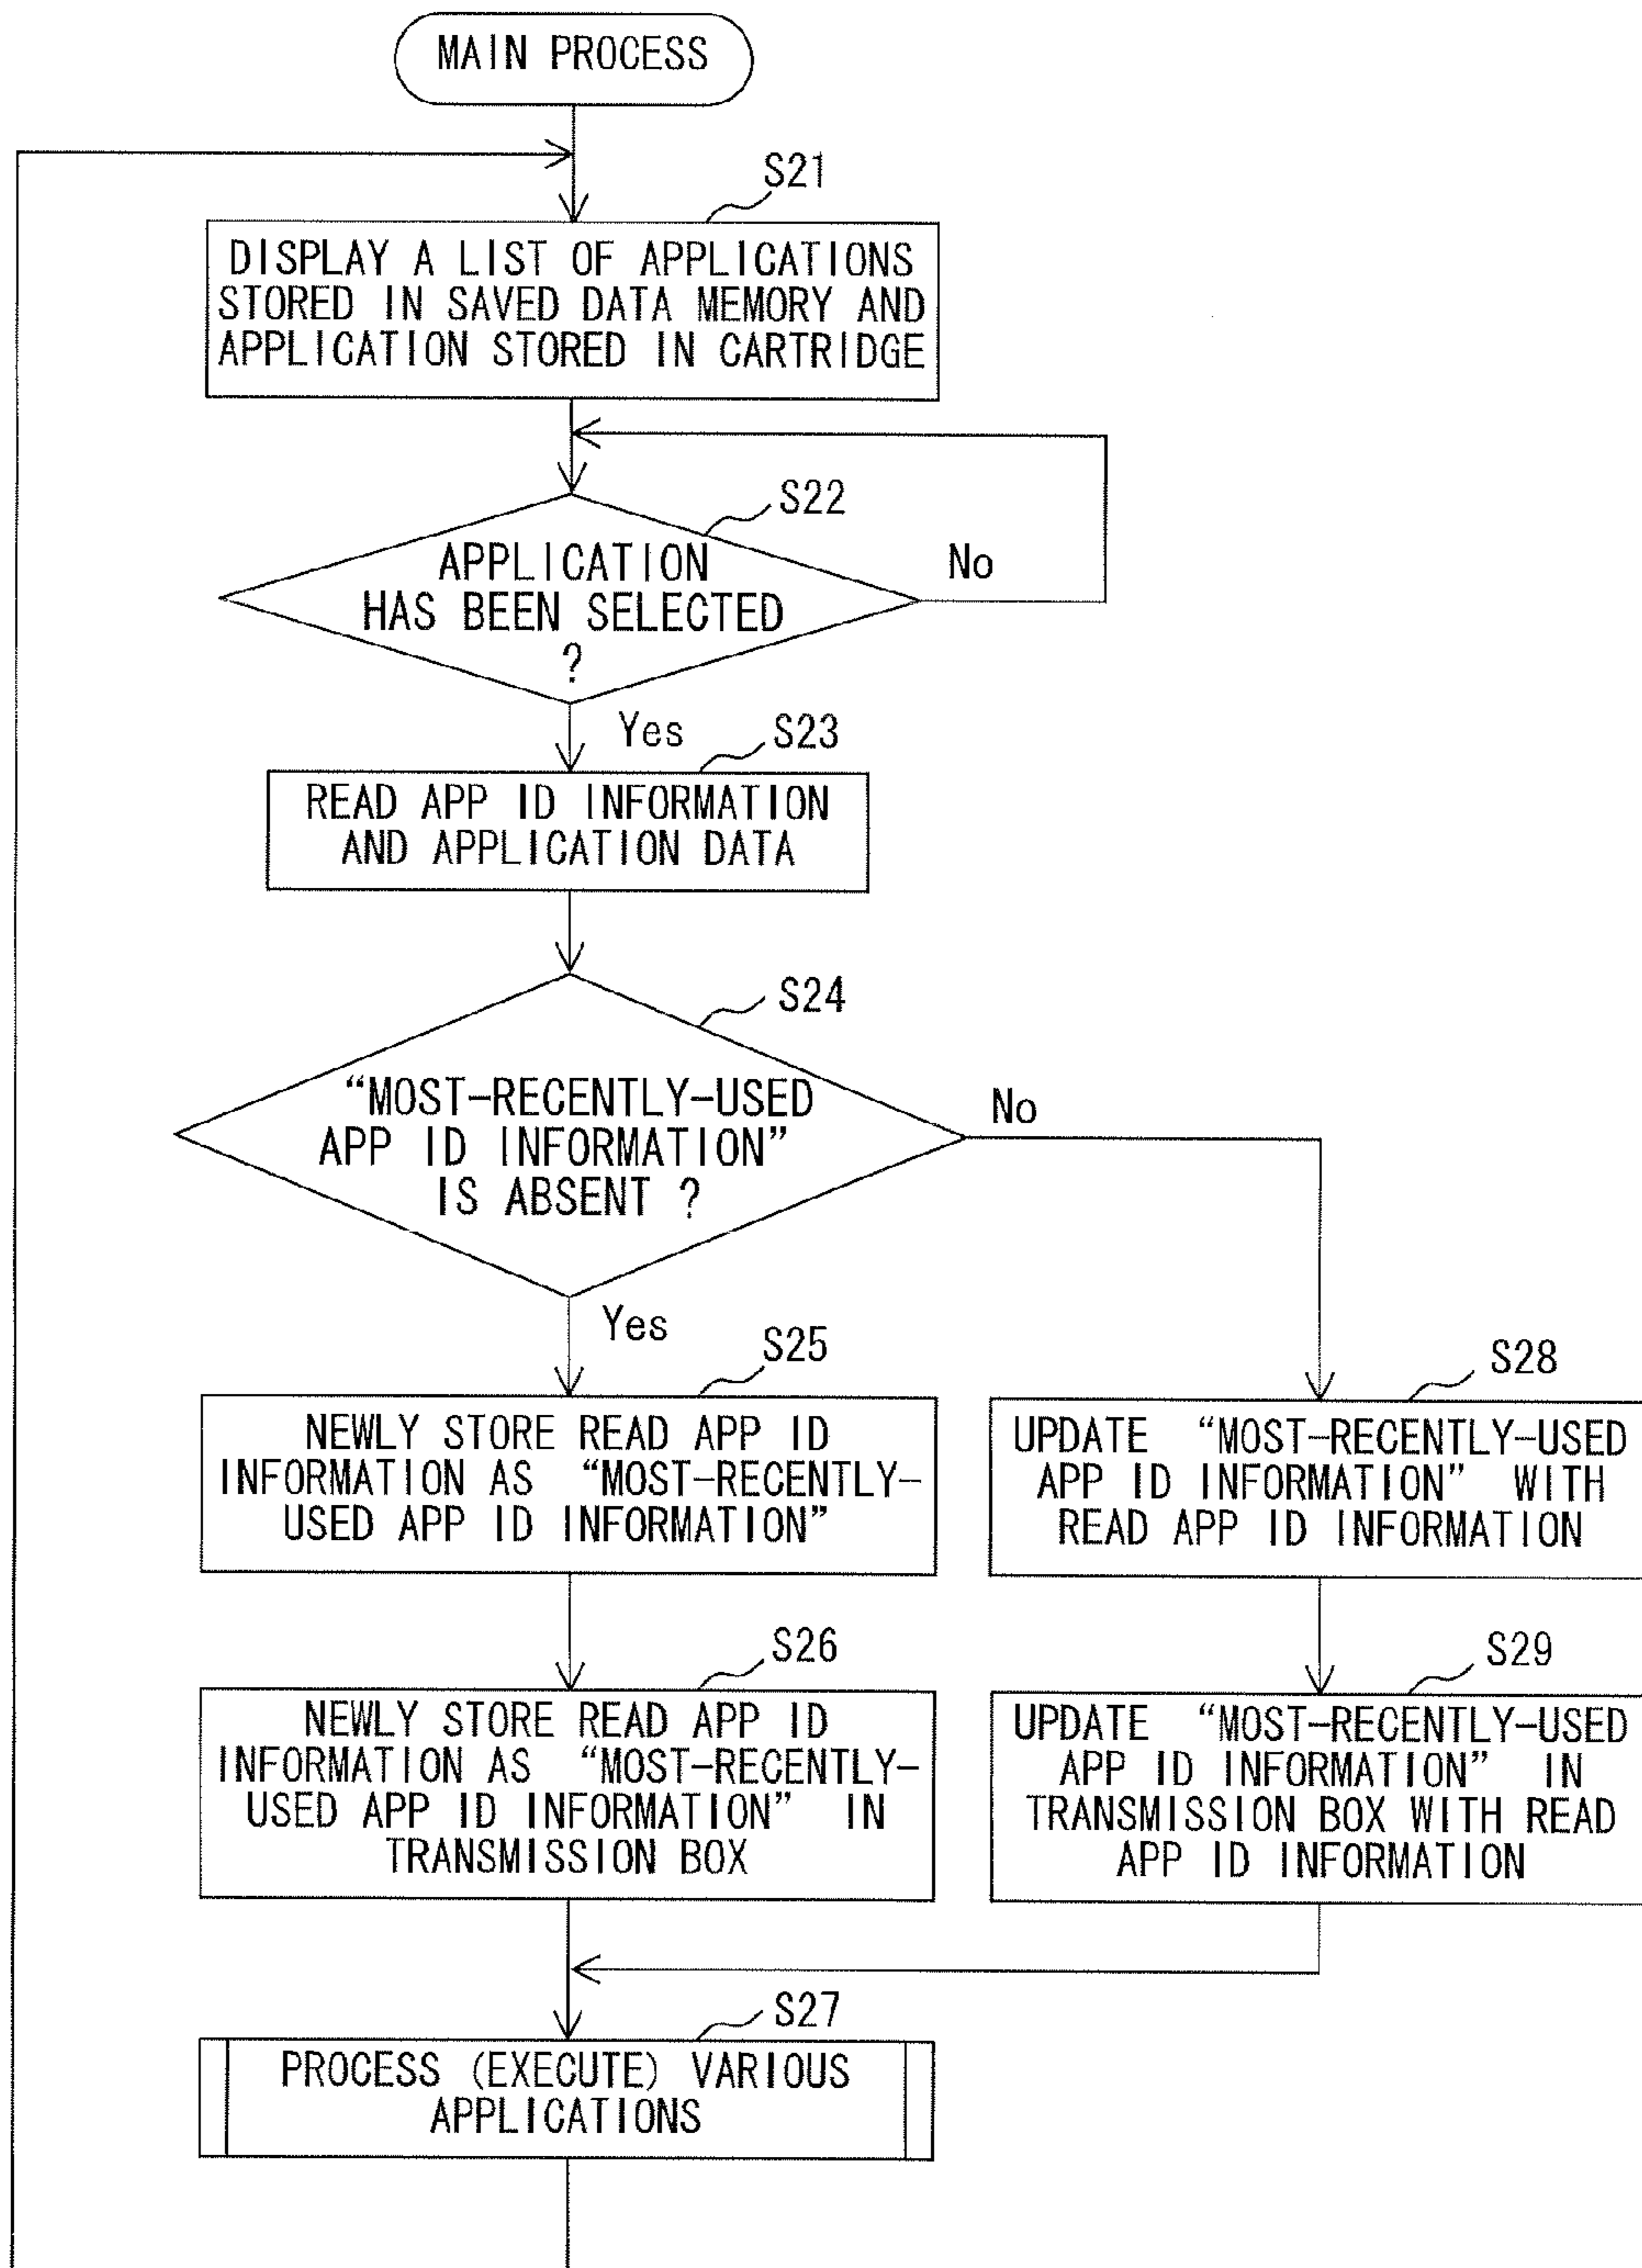 MAIN PROCESS
S21
DISPLAY A LIST OF APPLICATIONS
STORED IN SAVED DATA MEMORY AND
APPLICATION STORED IN CARTRIDGE
S22
APPLICATION
HAS BEEN SELECTED
?
No
Yes
S23
READ APP ID INFORMATION
AND APPLICATION DATA
S24
“MOST-RECENTLY-USED
APP ID INFORMATION”
IS ABSENT ?
No
Yes
S25
NEWLY STORE READ APP ID
INFORMATION AS “MOST-RECENTLY-
USED APP ID INFORMATION”
S28
UPDATE “MOST-RECENTLY-USED
APP ID INFORMATION” WITH
READ APP ID INFORMATION
S26
NEWLY STORE READ APP ID
INFORMATION AS “MOST-RECENTLY-
USED APP ID INFORMATION” IN
TRANSMISSION BOX
S29
UPDATE “MOST-RECENTLY-USED
APP ID INFORMATION” IN
TRANSMISSION BOX WITH READ
APP ID INFORMATION
S27
PROCESS (EXECUTE) VARIOUS
APPLICATIONS